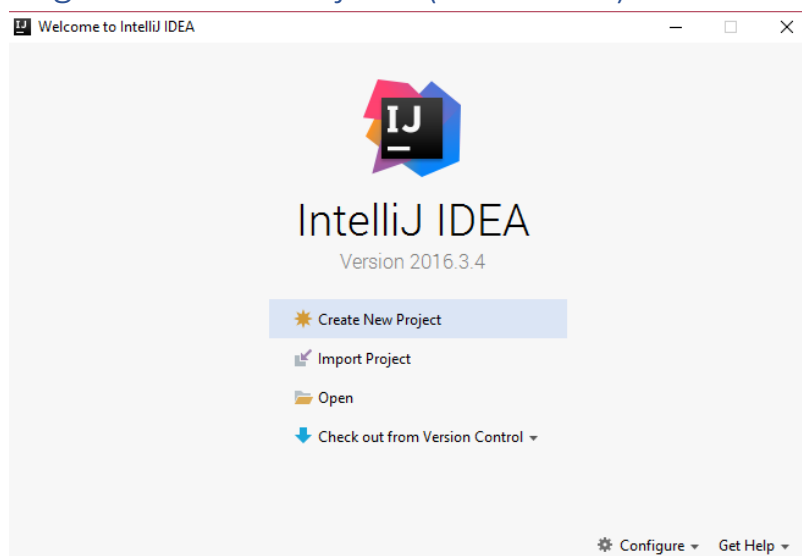 Welcome to IntelliJ IDEA
IJ
IntelliJ IDEA
Version 2016.3.4
Create New Project
Import Project
Open
Check out from Version Control
Configure Get Help